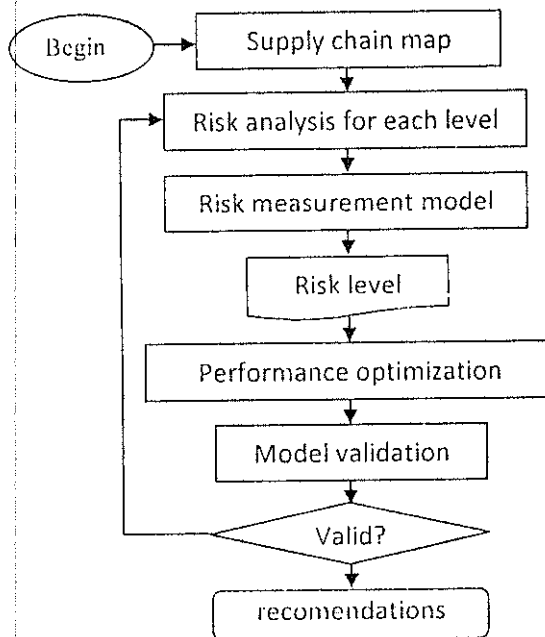 Begin
Supply chain map
Risk analysis for each level
Risk measurement model
Risk level
Performance optimization
Model validation
Valid?
recomendations